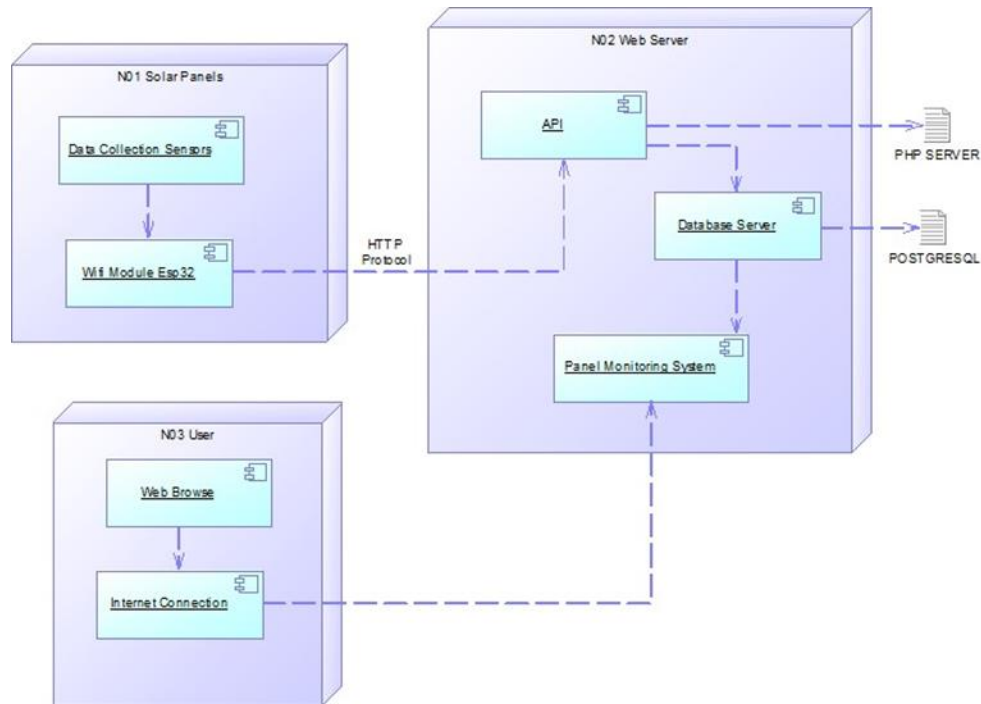 N01 Solar Panels
Data Collection Sensors
Wifi Module Esp32
HTTP
Protocol
N02 Web Server
API
Database Server
Panel Monitoring System
PHP SERVER
POSTGRESQL
N03 User
Web Browse
Internet Connection